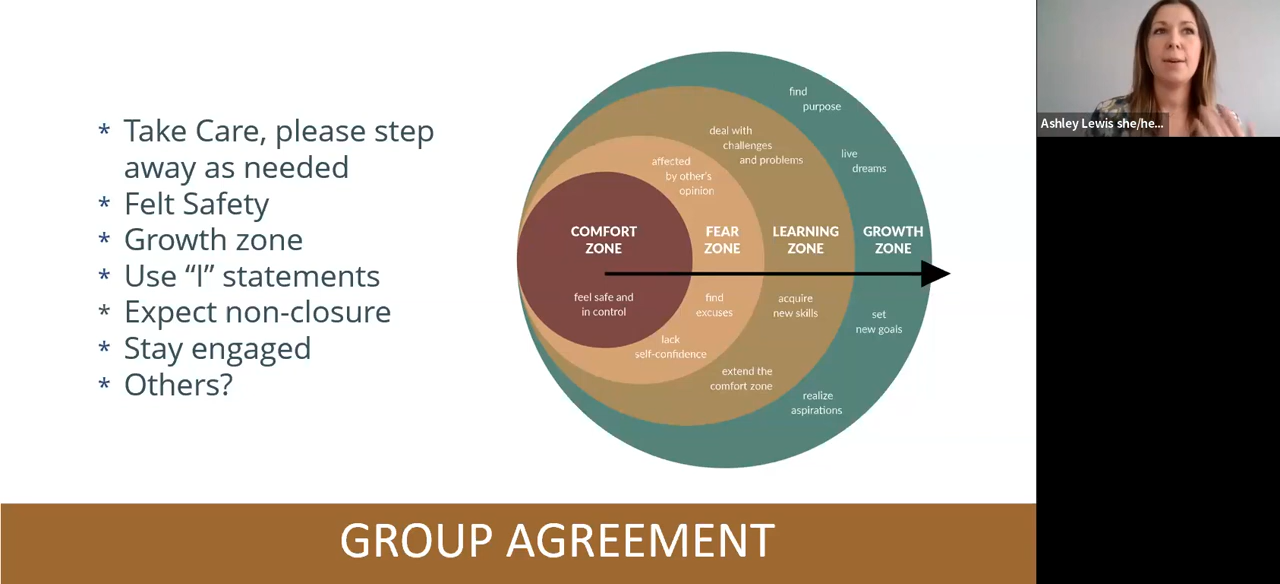 * Take Care, please step
away as needed
* Felt Safety
* Growth zone
* Use “I” statements
* Expect non-closure
* Stay engaged
* Others?
find
purpose
deal with
challenges
and problems
live
dreams
affected
by other's
opinion
COMFORT
ZONE
FEAR
ZONE
LEARNING
ZONE
GROWTH
ZONE
feel safe and
in control
find
excuses
acquire
new skills
set
new goals
lack
self-confidence
extend the
comfort zone
realize
aspirations
GROUP AGREEMENT
Ashley Lewis she/he...